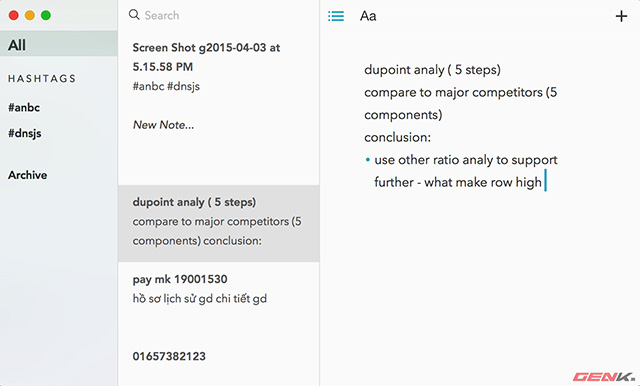 All
HASHTAGS
#anbc
#dnsjs
Archive
Search
Screen Shot g2015-04-03 at
5.15.58 PM
#anbc #dnsjs
New Note...
dupoint analy ( 5 steps)
compare to major competitors (5
components) conclusion:
pay mk 19001530
hồ sơ lịch sử gd chi tiết gd
01657382123
Aa
+
dupoint analy ( 5 steps)
compare to major competitors (5
components)
conclusion:
• use other ratio analy to support
further - what make row high
GENK.